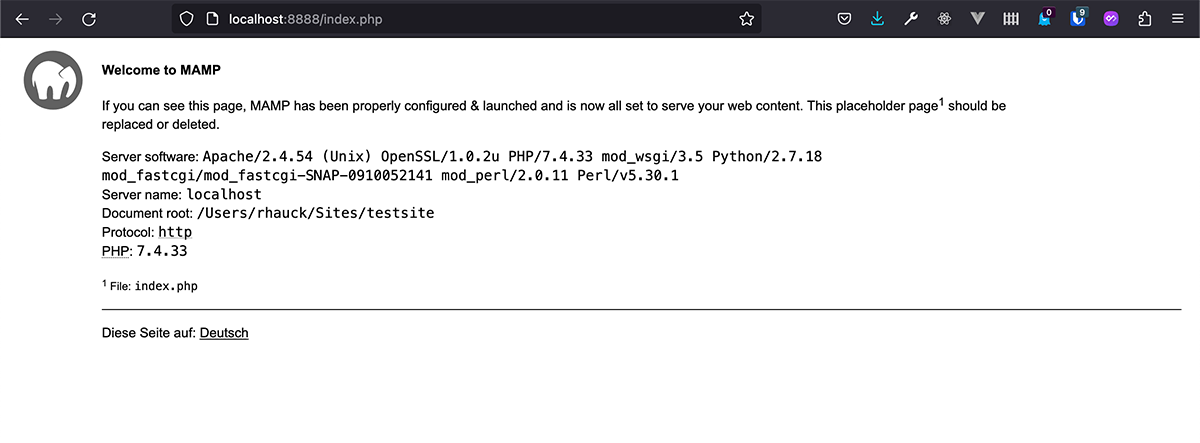 localhost:8888/index.php
0
9
Welcome to MAMP
If you can see this page, MAMP has been properly configured & launched and is now all set to serve your web content. This placeholder page1 should be
replaced or deleted.
Server software: Apache/2.4.54 (Unix) OpenSSL/1.0.2u PHP/7.4.33 mod_wsgi/3.5 Python/2.7.18
mod_fastcgi/mod_fastcgi-SNAP-0910052141 mod_perl/2.0.11 Perl/v5.30.1
Server name: localhost
Document root: /Users/rhauck/Sites/testsite
Protocol: http
PHP: 7.4.33
1 File: index.php
Diese Seite auf: Deutsch